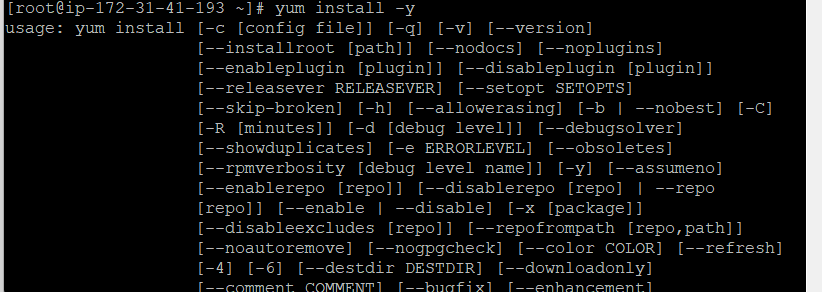 [root@ip-172-31-41-193 ~]# yum install -y
usage: yum install [-c [config file]] [-q] [-v] [--version]
[--installroot [path]] [--nodocs] [--noplugins]
[--enableplugin [plugin]] [--disableplugin [plugin]]
[--releasever RELEASEVER] [--setopt SETOPTS]
[--skip-broken] [-h] [--allowerasing] [-b | --nobest] [-C]
[-R [minutes]] [-d [debug level]] [--debugsolver]
[--showduplicates] [-e ERRORLEVEL] [--obsoletes]
[--rpmverbosity [debug level name]] [-y] [--assumeno]
[--enablerepo [repo]] [--disablerepo [repo] | --repo
[repo]] [--enable | --disable] [-x [package]]
[--disableexcludes [repo]] [--repofrompath [repo,path]]
[--noautoremove] [--nogpgcheck] [--color COLOR] [--refresh]
[-4] [-6] [--destdir DESTDIR] [--downloadonly]
[--comment COMMENT] [--bugfix] [--enhancement]